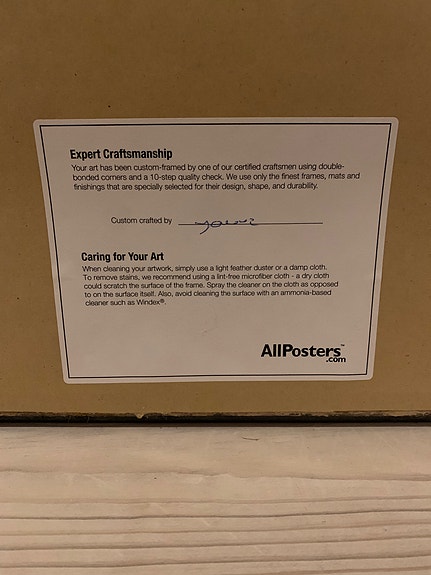 Expert Craftsmanship
Your art has been custom-framed by one of our certified craftsmen using double-
bonded corners and a 10-step quality check. We use only the finest frames, mats and
finishings that are specially selected for their design, shape, and durability.
Custom crafted by
Caring for Your Art
When cleaning your artwork, simply use a light feather duster or a damp cloth.
To remove stains, we recommend using a lint-free microfiber cloth - a dry cloth
could scratch the surface of the frame. Spray the cleaner on the cloth as opposed
to on the surface itself. Also, avoid cleaning the surface with an ammonia-based
cleaner such as Windex®.
AllPosters™
.com